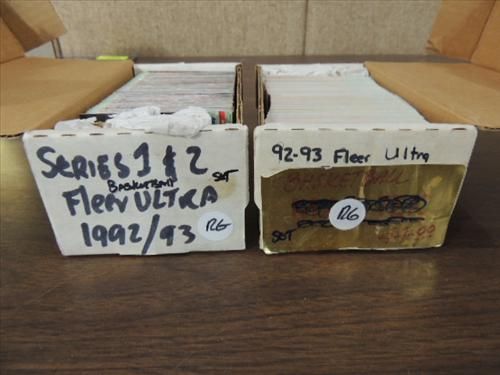 SERIES 1 & 2
BASKETBALL SET
Fleer ULTRA
1992/93
RG
92-93 Fleer Ultra
BASKETBALL
RG
SET